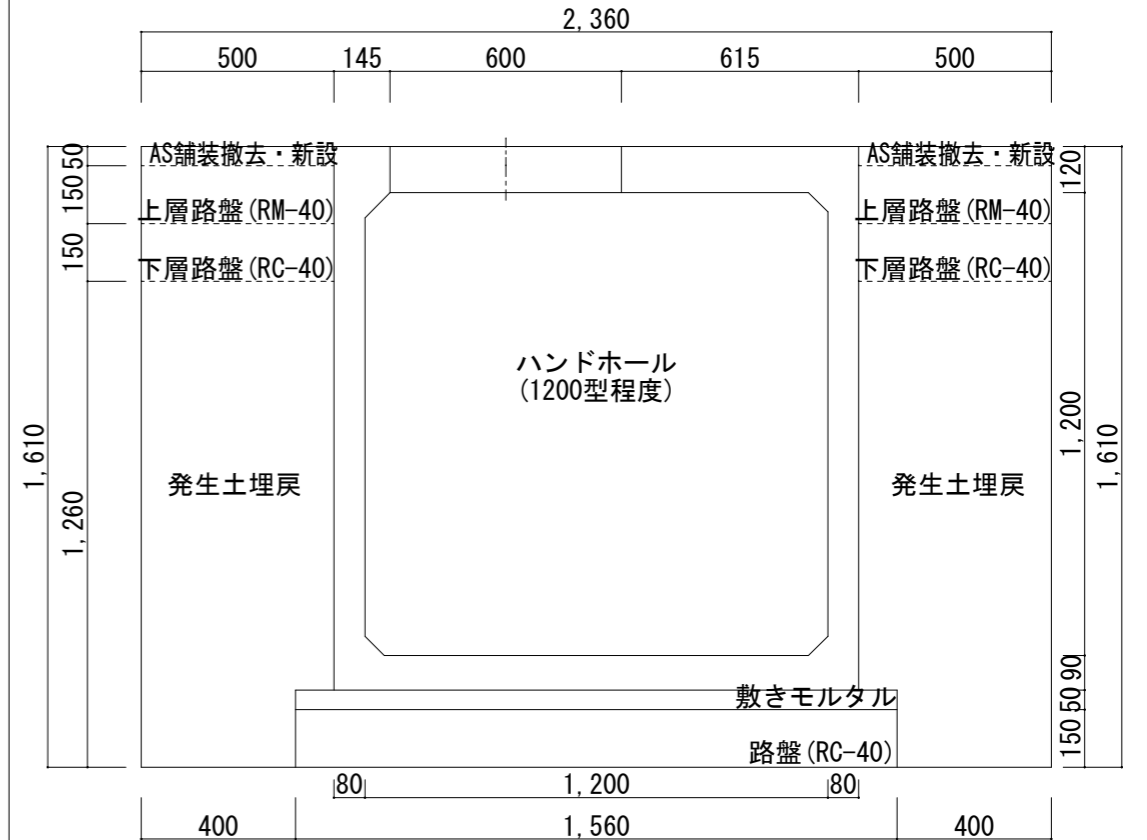 2,360
500 145 600 615 500
AS舗装撤去・新設 AS舗装撤去・新設
50 120
150
上層路盤(RM-40) 上層路盤(RM-40)
150
下層路盤(RC-40) 下層路盤(RC-40)
ハンドホール
(1200型程度)
1,610 1,200 1,610
発生土埋戻 発生土埋戻
1,260
90
敷きモルタル 50
路盤(RC-40) 150
80 1,200 80
400 1,560 400